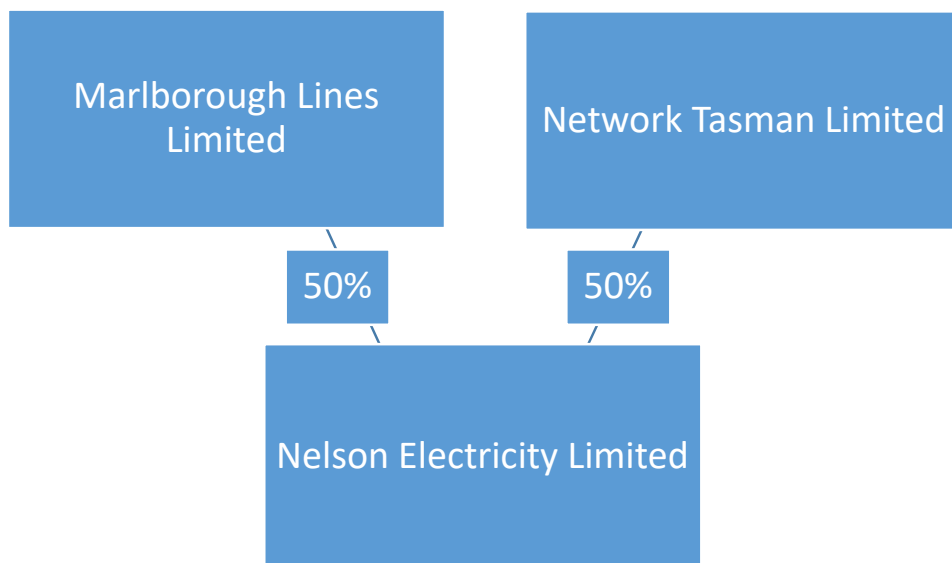 Marlborough Lines
Limited
Network Tasman Limited
50%
50%
Nelson Electricity Limited